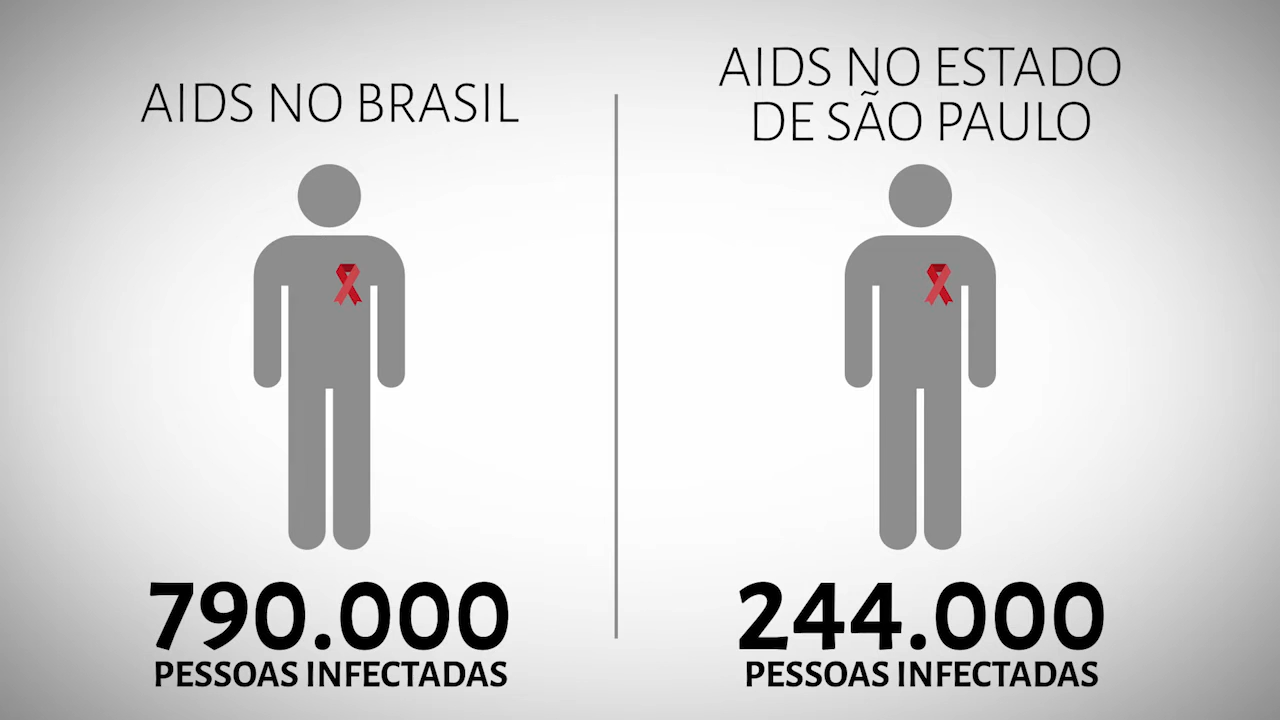 AIDS NO BRASIL
790.000
PESSOAS INFECTADAS
AIDS NO ESTADO
DE SÃO PAULO
244.000
PESSOAS INFECTADAS